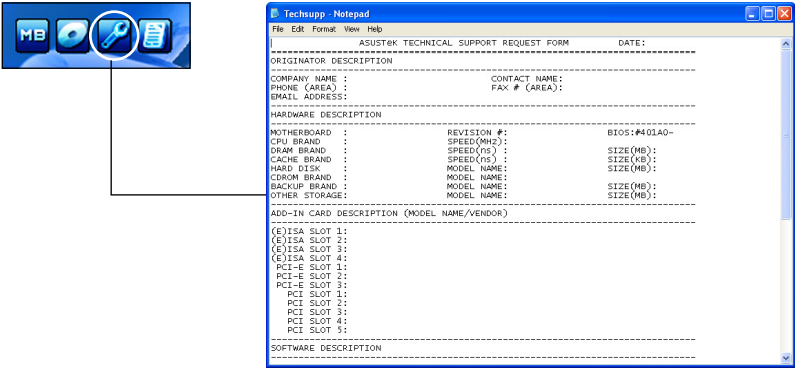 MB
Techsupp - Notepad
File Edit Format View Help
ASUSTeK TECHNICAL SUPPORT REQUEST FORM DATE:
ORIGINATOR DESCRIPTION
COMPANY NAME : CONTACT NAME:
PHONE (AREA) : FAX # (AREA):
EMAIL ADDRESS:
HARDWARE DESCRIPTION
MOTHERBOARD : REVISION #: BIOS:#401A0-
CPU BRAND : SPEED(MHz):
DRAM BRAND : SPEED(ns) : SIZE(MB):
CACHE BRAND : SPEED(ns) : SIZE(KB):
HARD DISK : MODEL NAME: SIZE(MB):
CDROM BRAND : MODEL NAME:
BACKUP BRAND : MODEL NAME: SIZE(MB):
OTHER STORAGE: MODEL NAME: SIZE(MB):
ADD-IN CARD DESCRIPTION (MODEL NAME/VENDOR)
(E)ISA SLOT 1:
(E)ISA SLOT 2:
(E)ISA SLOT 3:
(E)ISA SLOT 4:
PCI-E SLOT 1:
PCI-E SLOT 2:
PCI-E SLOT 3:
PCI SLOT 1:
PCI SLOT 2:
PCI SLOT 3:
PCI SLOT 4:
PCI SLOT 5:
SOFTWARE DESCRIPTION